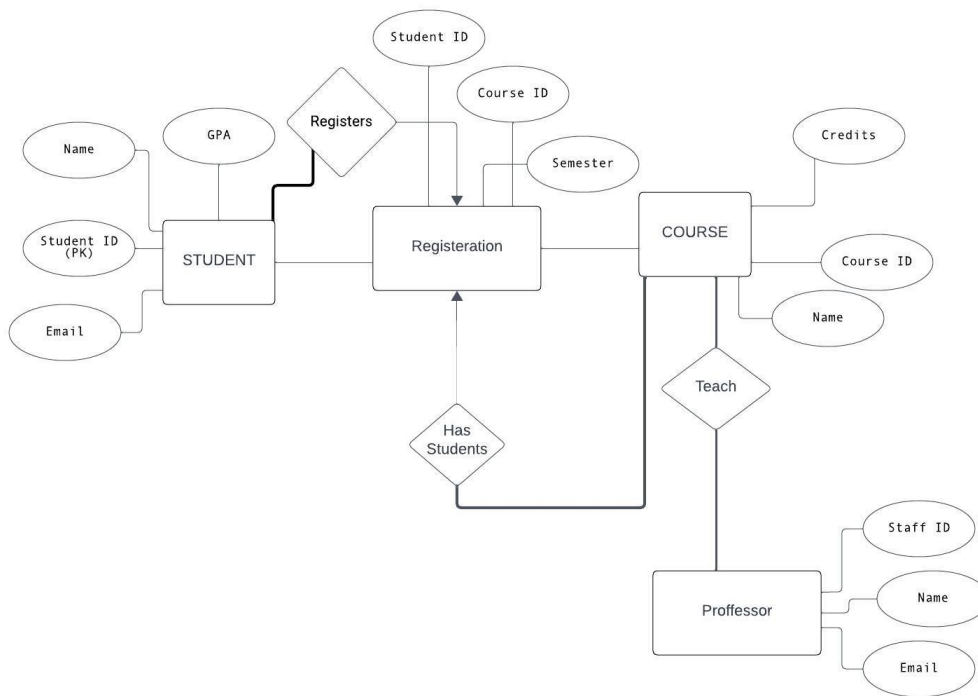 Student ID
Course ID
Registers
GPA
Credits
Name
Semester
COURSE
Student ID
(PK)
STUDENT
Registeration
Course ID
Name
Email
Teach
Has
Students
Staff ID
Name
Proffessor
Email